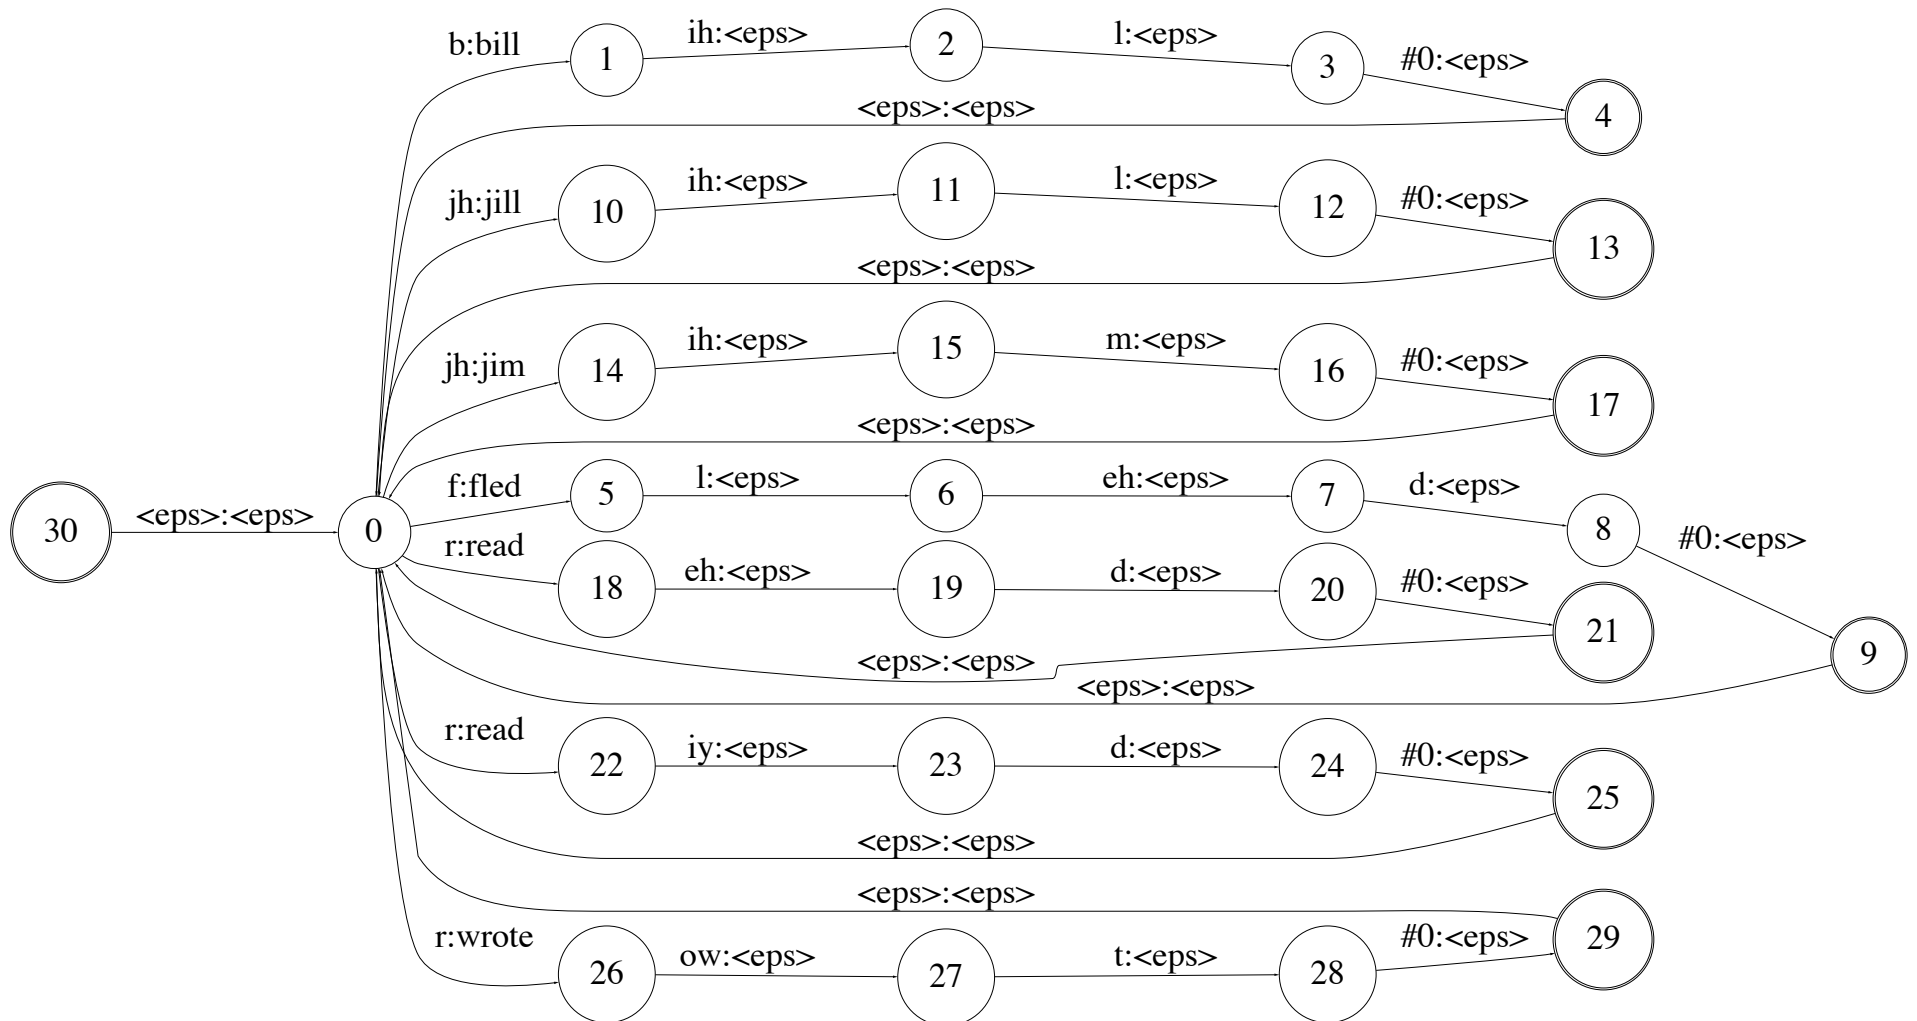 b:bill 1 ih:<eps> 2 l:<eps> 3 #0:<eps> 4
<eps>:<eps>
jh:jill 10 ih:<eps> 11 l:<eps> 12 #0:<eps> 13
<eps>:<eps>
jh:jim 14 ih:<eps> 15 m:<eps> 16 #0:<eps> 17
<eps>:<eps>
f:fled 5 l:<eps> 6 eh:<eps> 7 d:<eps> 8 #0:<eps> 9
30 <eps>:<eps> 0
r:read 18 eh:<eps> 19 d:<eps> 20 #0:<eps> 21
<eps>:<eps>
<eps>:<eps>
r:read 22 iy:<eps> 23 d:<eps> 24 #0:<eps> 25
<eps>:<eps>
<eps>:<eps>
r:wrote 26 ow:<eps> 27 t:<eps> 28 #0:<eps> 29